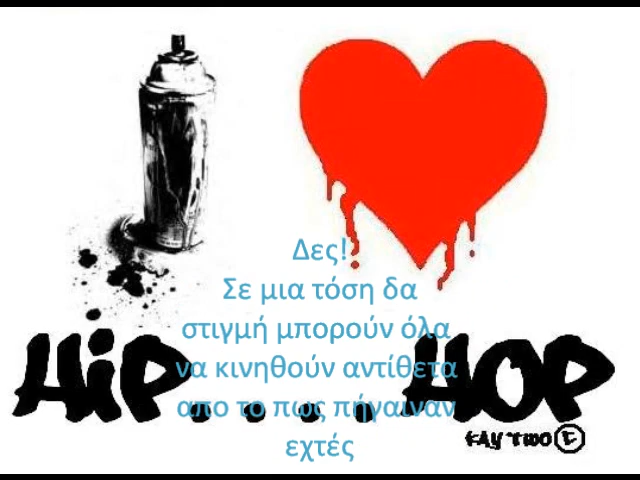 Δες!
Σε μια τόση δα
στιγμή μπορούν όλα
να κινηθούν αντίθετα
απο το πως πήγαιναν
εχτές
HiP....HOP
KAY TWO E